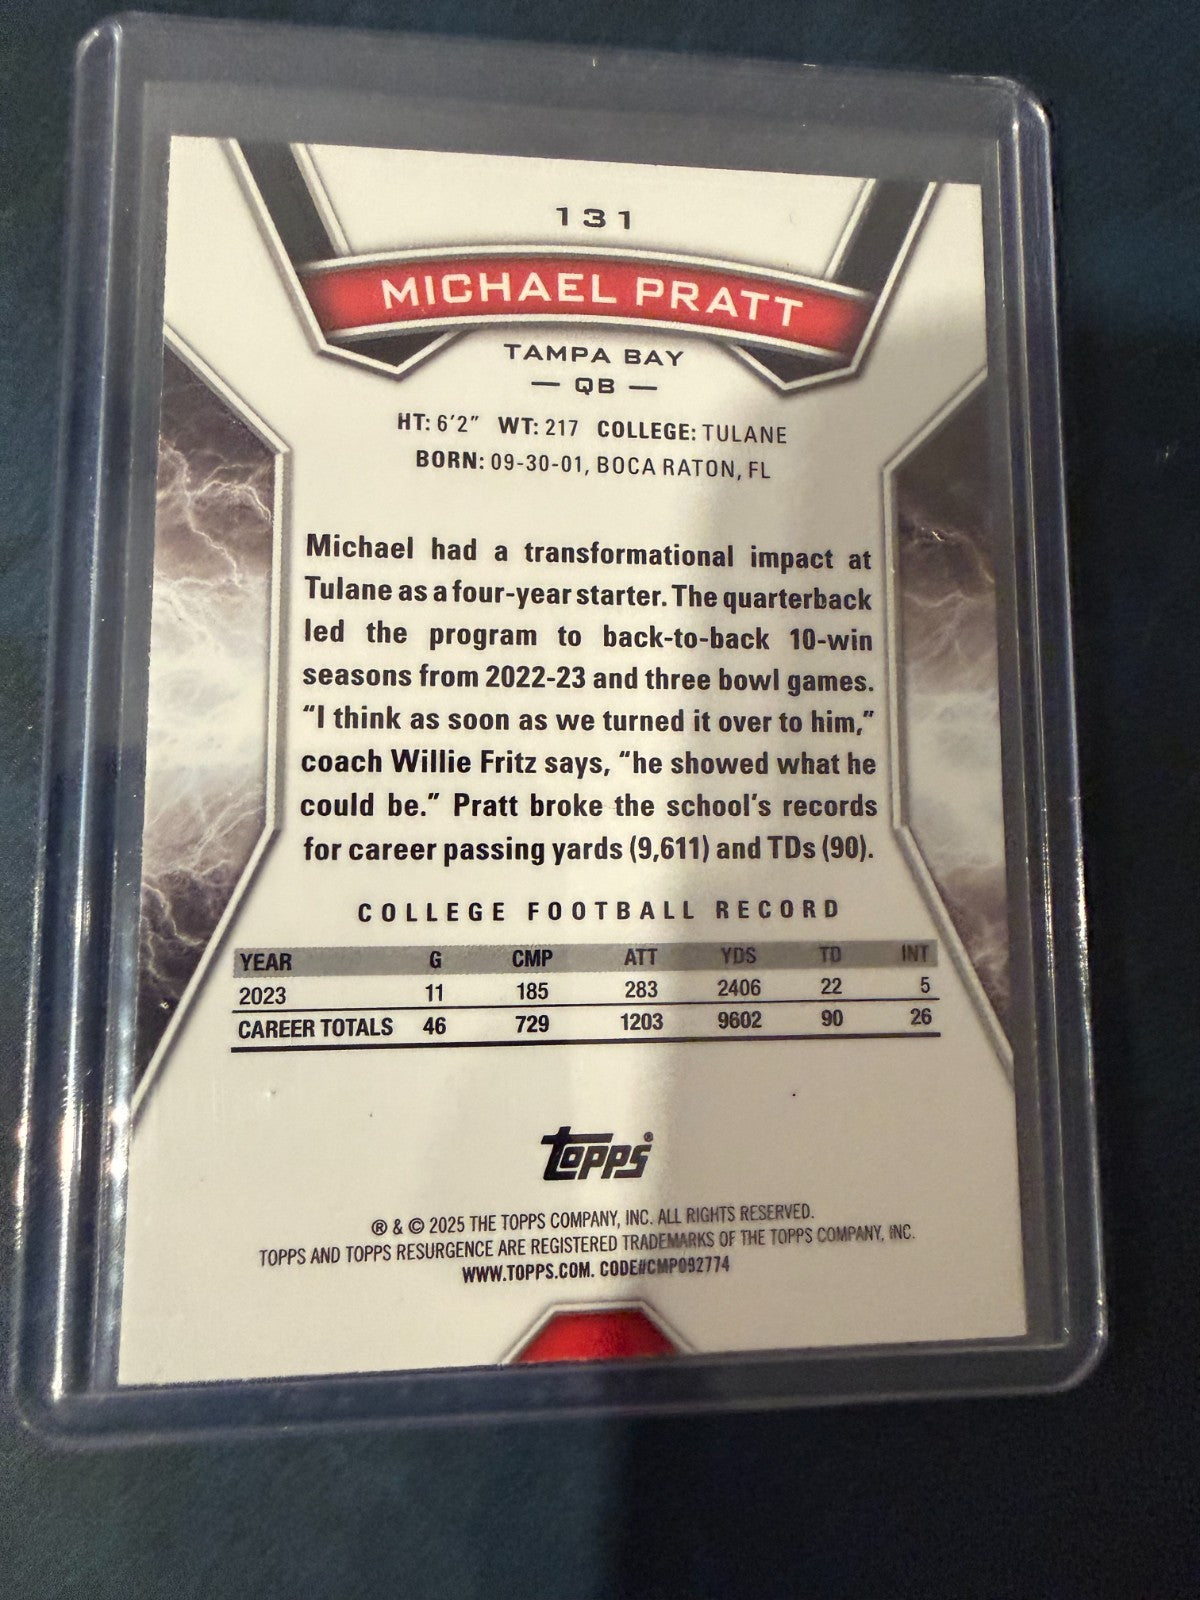 131
MICHAEL PRATT
TAMPA BAY
— QB —
HT: 6'2" WT: 217 COLLEGE: TULANE
BORN: 09-30-01, BOCA RATON, FL
Michael had a transformational impact at
Tulane as a four-year starter. The quarterback
led the program to back-to-back 10-win
seasons from 2022-23 and three bowl games.
“I think as soon as we turned it over to him,”
coach Willie Fritz says, “he showed what he
could be.” Pratt broke the school’s records
for career passing yards (9,611) and TDs (90).
COLLEGE FOOTBALL RECORD
YEAR G CMP ATT YDS TD INT
2023 11 185 283 2406 22 5
CAREER TOTALS 46 729 1203 9602 90 26
Topps®
® & © 2025 THE TOPPS COMPANY, INC. ALL RIGHTS RESERVED.
TOPPS AND TOPPS RESURGENCE ARE REGISTERED TRADEMARKS OF THE TOPPS COMPANY, INC.
WWW.TOPPS.COM. CODE#CMP092774